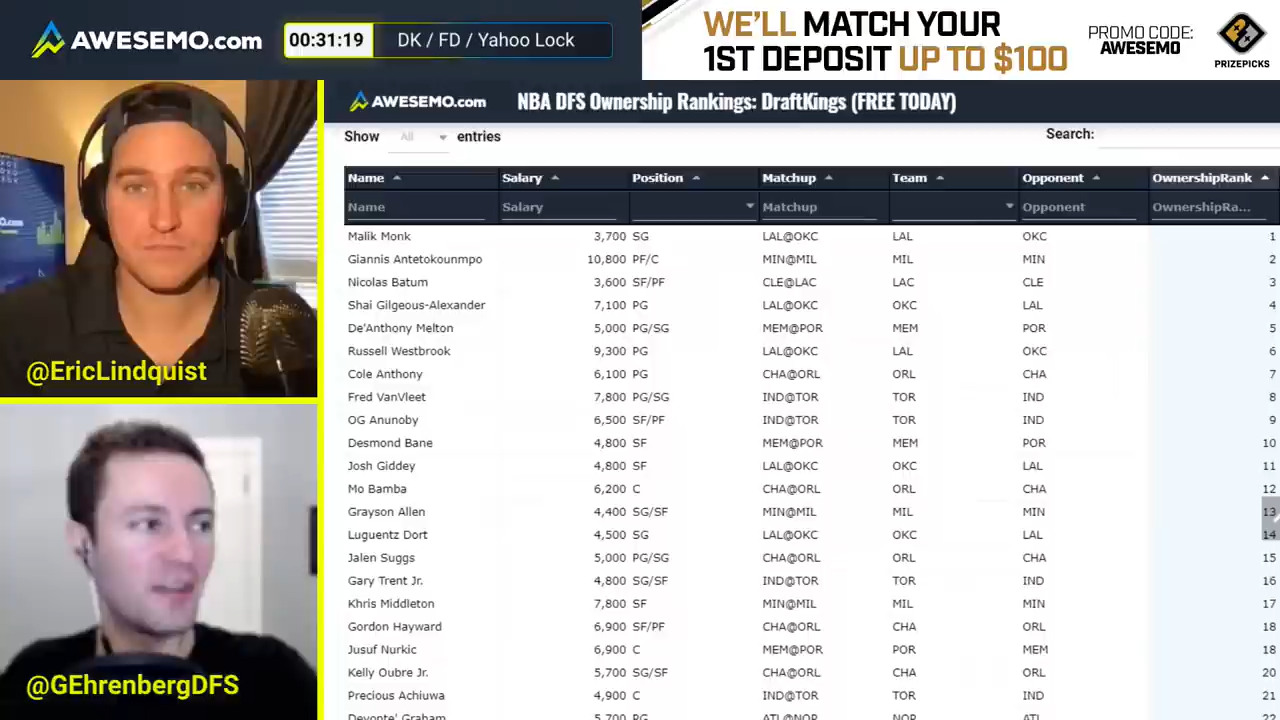 AWESEMO.com
00:31:19
DK / FD / Yahoo Lock
WE'LL MATCH YOUR
1ST DEPOSIT UP TO $100
PROMO CODE:
AWESEMO
PRIZEPICKS
AWESEMO.com NBA DFS Ownership Rankings: DraftKings (FREE TODAY)
Show All entries
Search:
Name Salary Position Matchup Team Opponent OwnershipRank
Name Salary Matchup Opponent OwnershipRa...
Malik Monk 3,700 SG LAL@OKC LAL OKC 1
Giannis Antetokounmpo 10,800 PF/C MIN@MIL MIL MIN 2
Nicolas Batum 3,600 SF/PF CLE@LAC LAC CLE 3
Shai Gilgeous-Alexander 7,100 PG LAL@OKC OKC LAL 4
De'Anthony Melton 5,000 PG/SG MEM@POR MEM POR 5
Russell Westbrook 9,300 PG LAL@OKC LAL OKC 6
Cole Anthony 6,100 PG CHA@ORL ORL CHA 7
Fred VanVleet 7,800 PG/SG IND@TOR TOR IND 8
OG Anunoby 6,500 SF/PF IND@TOR TOR IND 9
Desmond Bane 4,800 SF MEM@POR MEM POR 10
Josh Giddey 4,800 SF LAL@OKC OKC LAL 11
Mo Bamba 6,200 C CHA@ORL ORL CHA 12
Grayson Allen 4,400 SG/SF MIN@MIL MIL MIN 13
Luguentz Dort 4,500 SG LAL@OKC OKC LAL 14
Jalen Suggs 5,000 PG/SG CHA@ORL ORL CHA 15
Gary Trent Jr. 4,800 SG/SF IND@TOR TOR IND 16
Khris Middleton 7,800 SF MIN@MIL MIL MIN 17
Gordon Hayward 6,900 SF/PF CHA@ORL CHA ORL 18
Jusuf Nurkic 6,900 C MEM@POR POR MEM 18
Kelly Oubre Jr. 5,700 SG/SF CHA@ORL CHA ORL 20
Precious Achiuwa 4,900 C IND@TOR TOR IND 21
Devonte' Graham 5,700 PG ATL@NOP NOP ATL 22
@EricLindquist
@GEhrenbergDFS